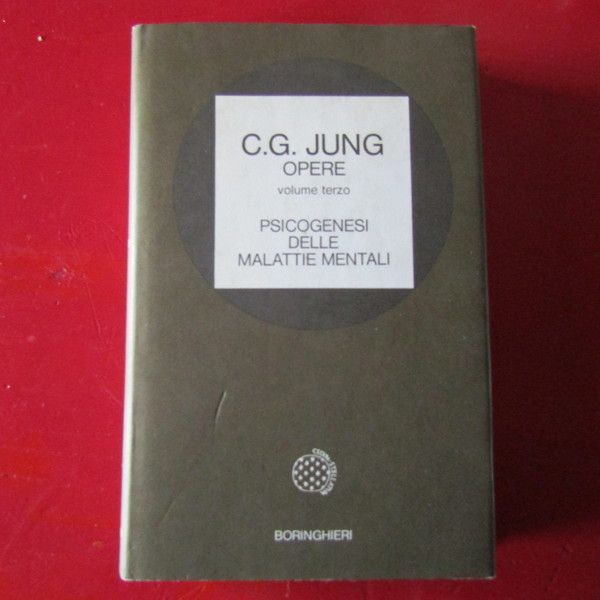 C.G. JUNG
OPERE
volume terzo
PSICOGENESI
DELLE
MALATTIE MENTALI
BORINGHIERI